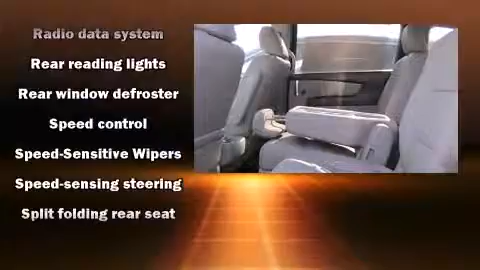 Radio data system
Rear reading lights
Rear window defroster
Speed control
Speed-Sensitive Wipers
Speed-sensing steering
Split folding rear seat